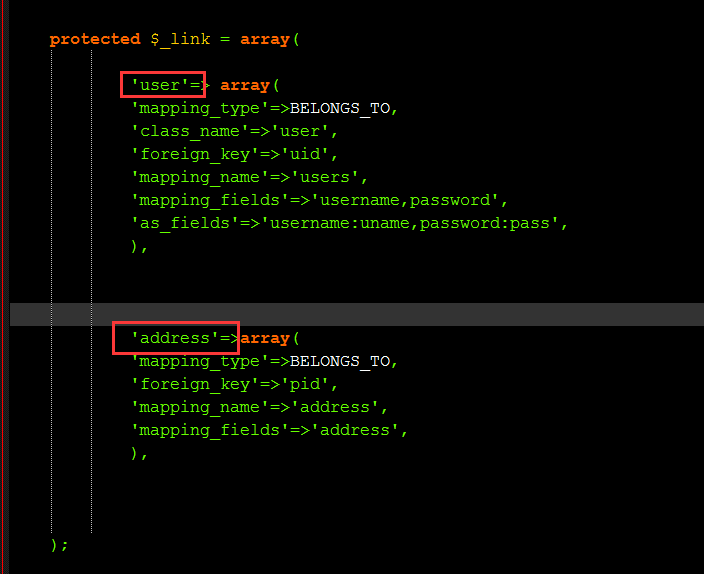 protected $_link = array(
'user'=> array(
'mapping_type'=>BELONGS_TO,
'class_name'=>'user',
'foreign_key'=>'uid',
'mapping_name'=>'users',
'mapping_fields'=>'username,password',
'as_fields'=>'username:uname,password:pass',
),
'address'=>array(
'mapping_type'=>BELONGS_TO,
'foreign_key'=>'pid',
'mapping_name'=>'address',
'mapping_fields'=>'address',
),
);